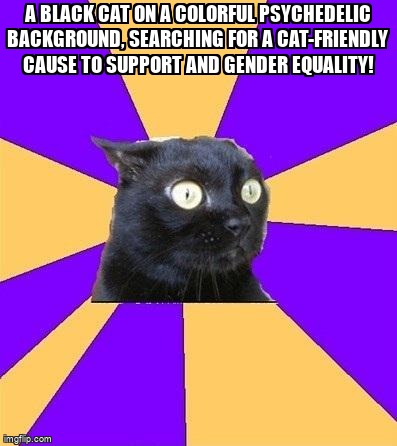 A BLACK CAT ON A COLORFUL PSYCHEDELIC
BACKGROUND, SEARCHING FOR A CAT-FRIENDLY
CAUSE TO SUPPORT AND GENDER EQUALITY!
imgflip.com